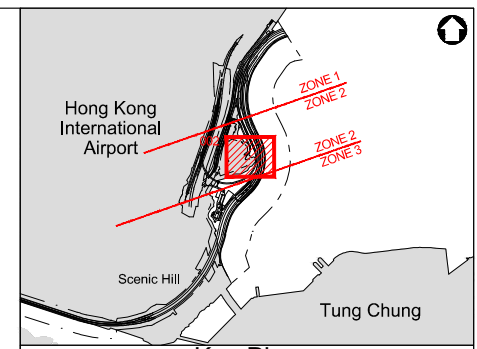 ZONE 1
ZONE 2
Hong Kong
International
Airport
ZONE 2
ZONE 3
Scenic Hill
Tung Chung